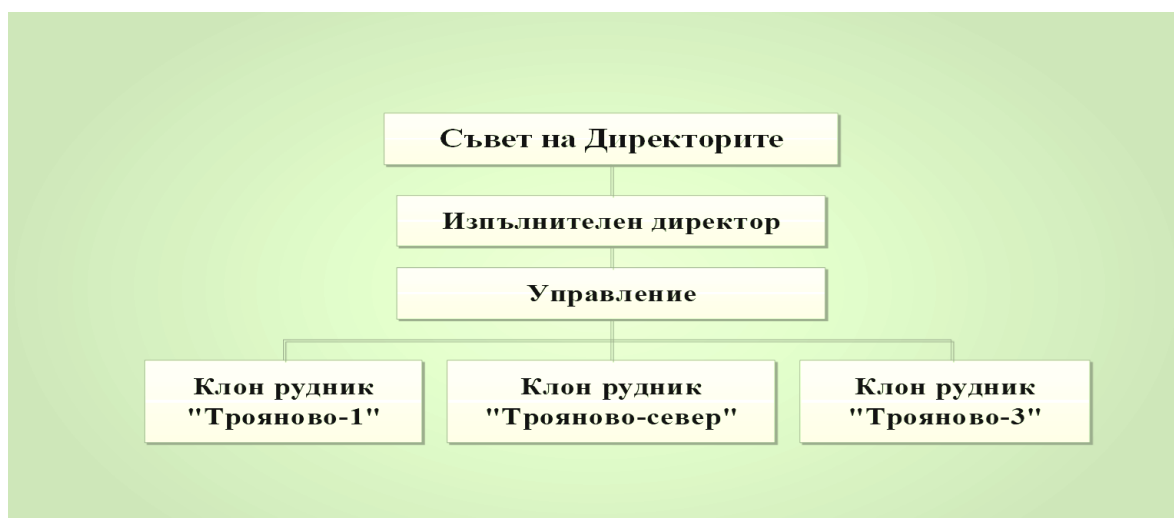 Съвет на Директорите
Изпълнителен директор
Управление
Клон рудник
"Трояново-1"
Клон рудник
"Трояново-север"
Клон рудник
"Трояново-3"